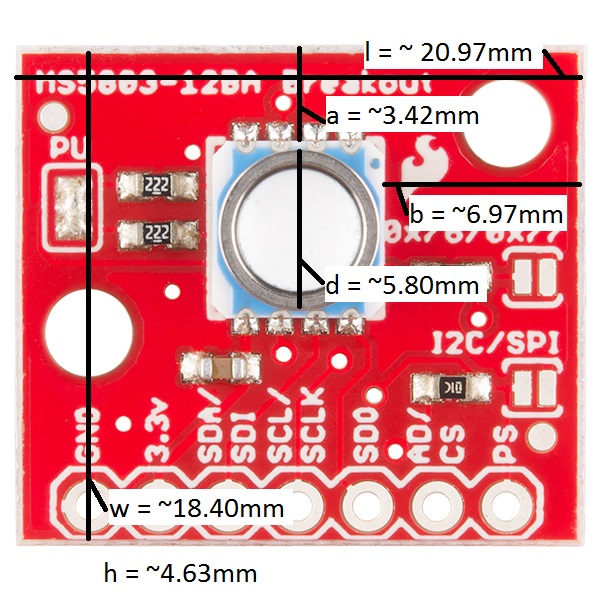 l = ~ 20.97mm
MS5803-12BA Breakout
a = ~3.42mm
PU
222
b = ~6.97mm
222
0x76/0x77
d = ~5.80mm
I2C/SPI
GND
3.3v
SDA/
SDI
SCL/
SCLK
SDO
AD/
CS
PS
w = ~18.40mm
h = ~4.63mm